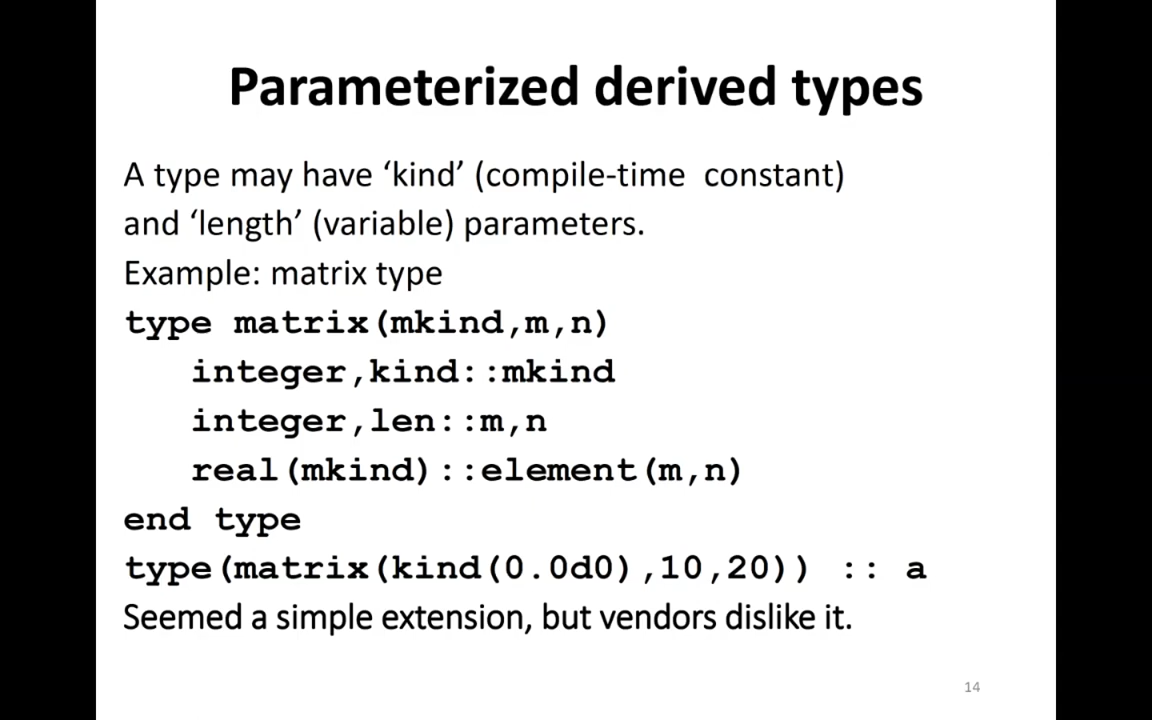 Parameterized derived types
A type may have ‘kind’ (compile-time constant)
and ‘length’ (variable) parameters.
Example: matrix type
type matrix(mkind,m,n)
integer,kind::mkind
integer,len::m,n
real(mkind)::element(m,n)
end type
type(matrix(kind(0.0d0),10,20)) :: a
Seemed a simple extension, but vendors dislike it.
14